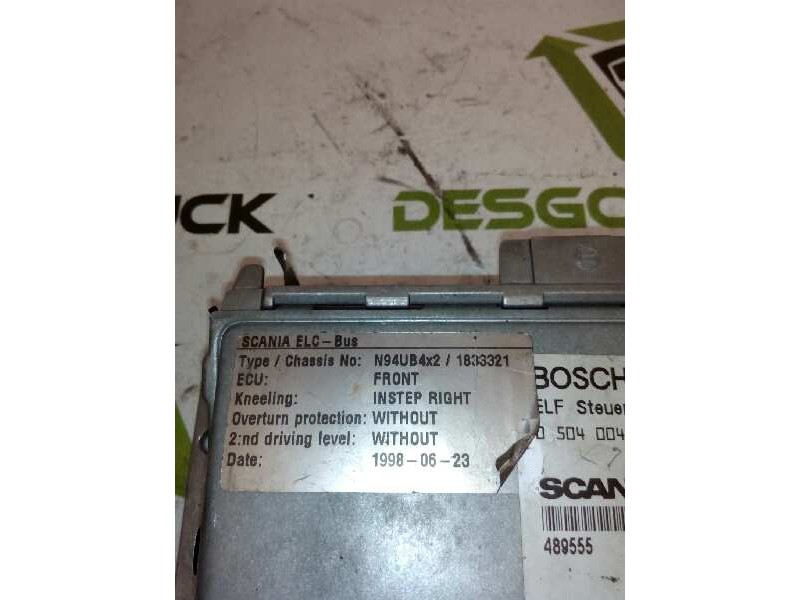 UCK
DESGO
SCANIA ELC-Bus
Type / Chassis No: N94UB4x2 / 1833321
ECU: FRONT
Kneeling: INSTEP RIGHT
Overturn protection: WITHOUT
2:nd driving level: WITHOUT
Date: 1998-06-23
BOSCH
ELF Steuer
0 504 004
SCAN
489555